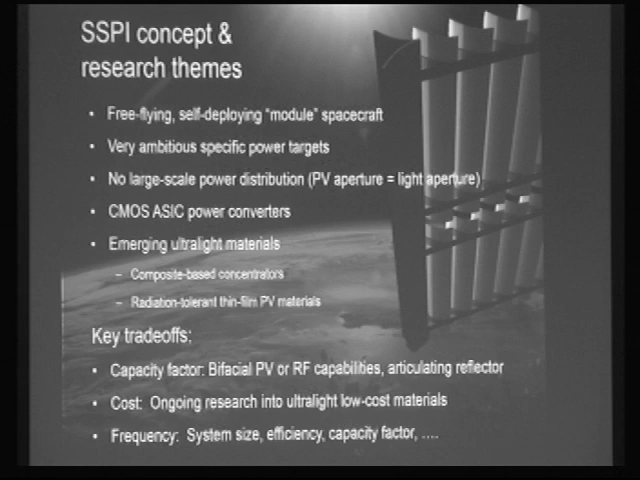 SSPI concept &
research themes
• Free-flying, self-deploying "module" spacecraft
• Very ambitious specific power targets
• No large-scale power distribution (PV aperture = light aperture)
• CMOS ASIC power converters
• Emerging ultralight materials
– Composite-based concentrators
– Radiation-tolerant thin-film PV materials
Key tradeoffs:
• Capacity factor: Bifacial PV or RF capabilities, articulating reflector
• Cost: Ongoing research into ultralight low-cost materials
• Frequency: System size, efficiency, capacity factor, ....